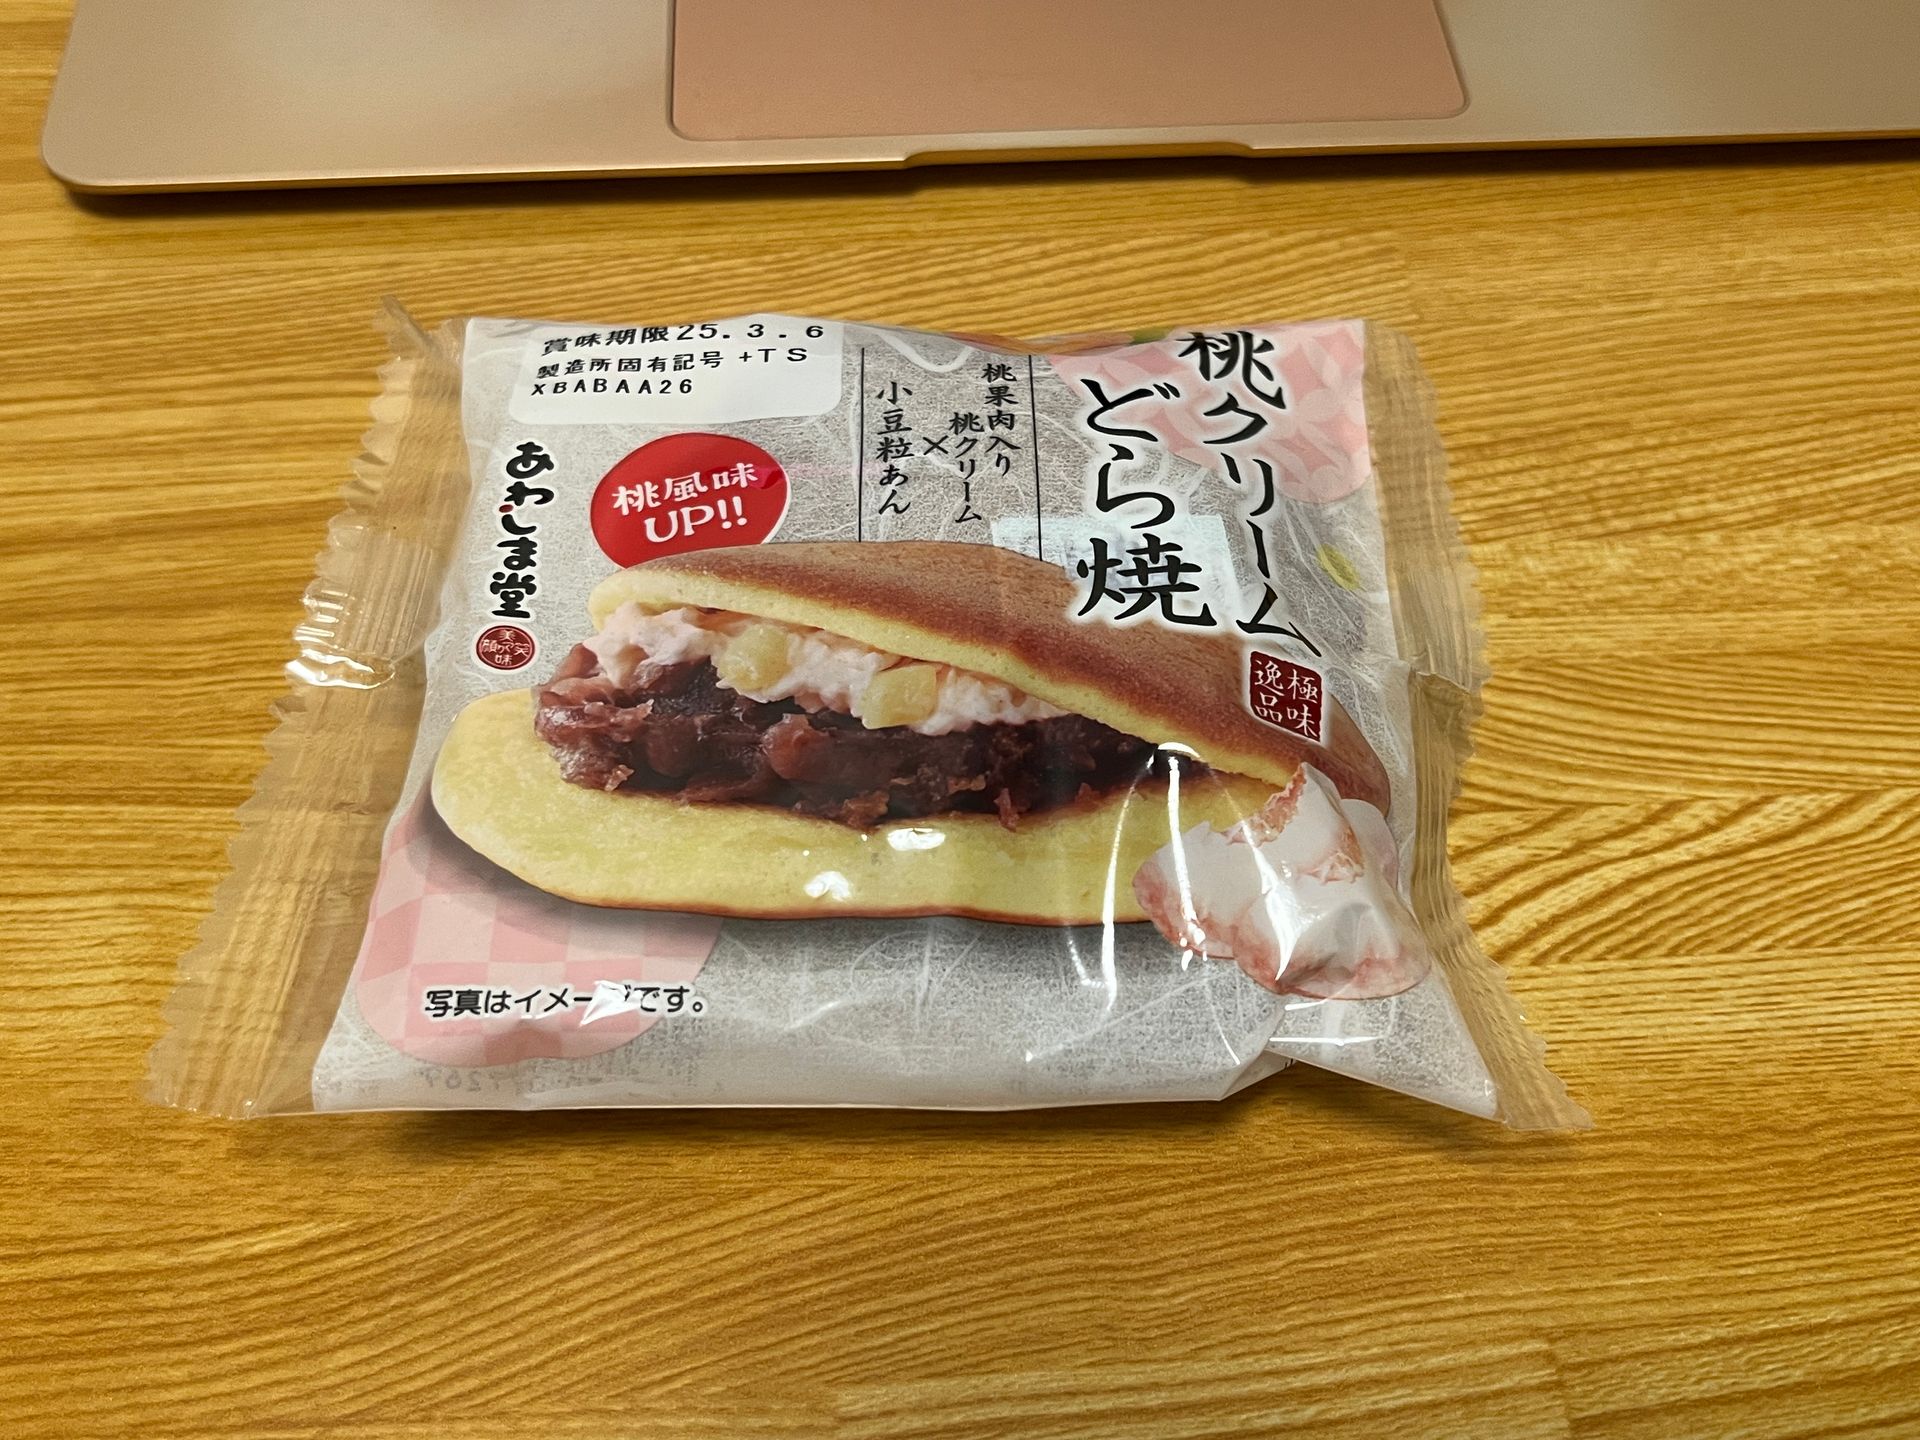 賞味期限25.3.6
製造所固有記号 +TS
XBABAA26
桃クリーム
どら焼
極味
逸品
桃果肉入り
桃クリーム
×
小豆粒あん
桃風味
UP!!
あわしま堂
写真はイメージです。